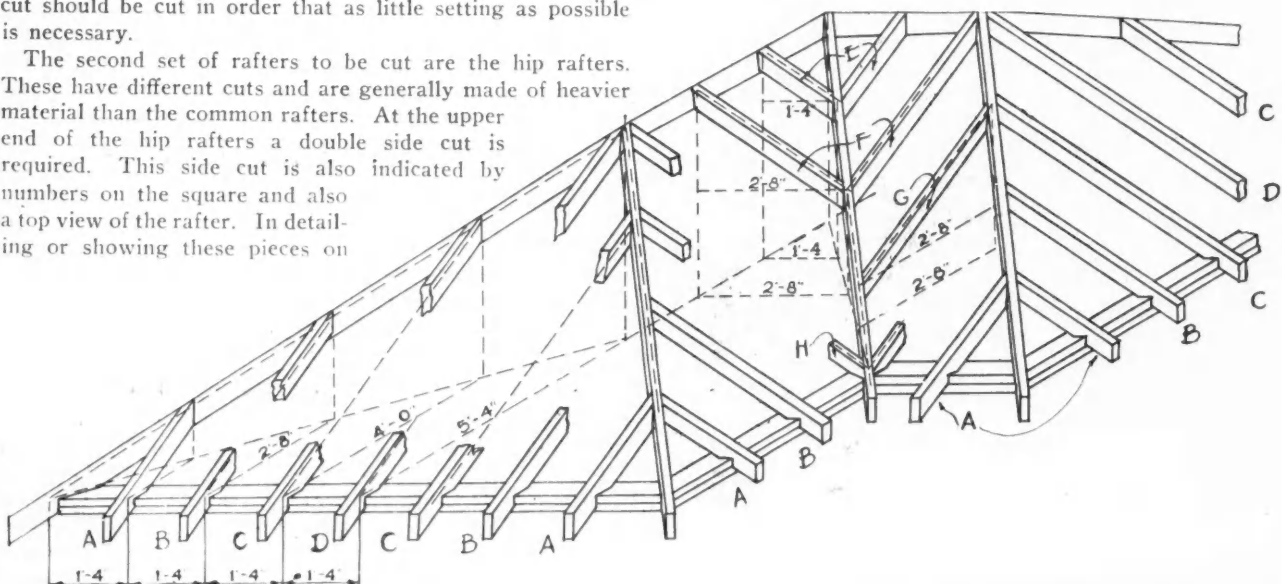 cut should be cut in order that as little setting as possible
is necessary.
The second set of rafters to be cut are the hip rafters.
These have different cuts and are generally made of heavier
material than the common rafters. At the upper
end of the hip rafters a double side cut is
required. This side cut is also indicated by
numbers on the square and also
a top view of the rafter. In detail-
ing or showing these pieces on
E
1'-4"
C
F
2'-8"
G
D
2'-8"
1'-4
2'-8"
2'-8"
C
H
B
2'-8"
4'-0"
5'-4"
A
B
A
A B C D C B A
1'-4" 1'-4" 1'-4" 1'-4"